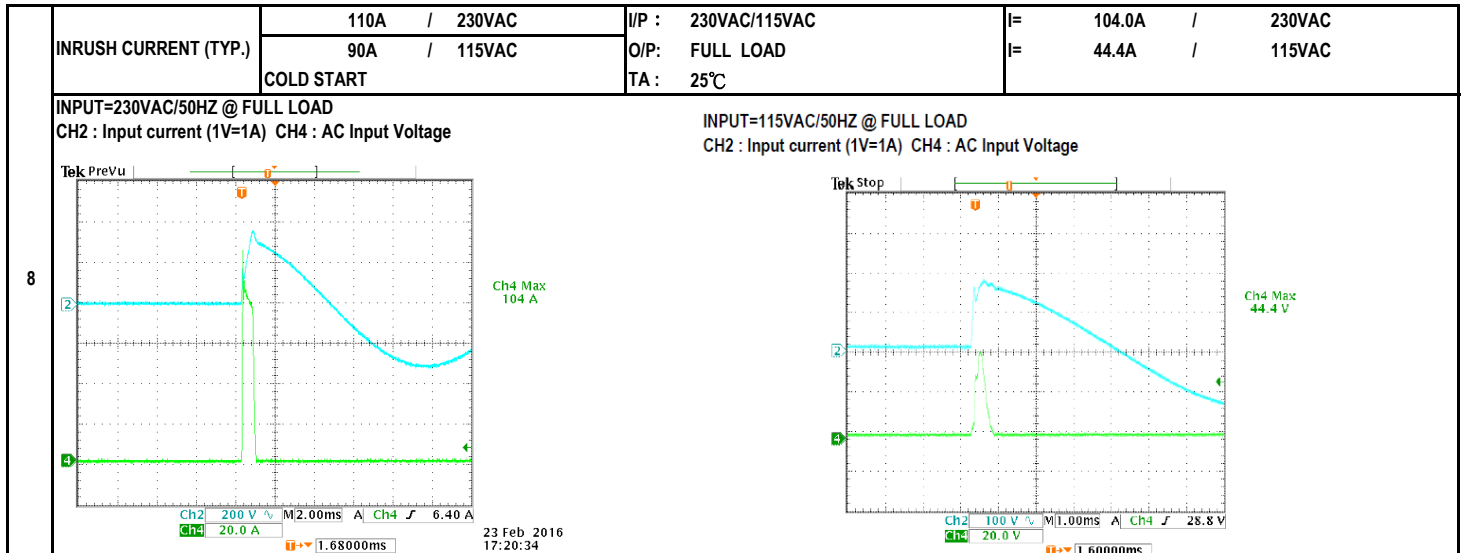 INRUSH CURRENT (TYP.) 110A / 230VAC I/P : 230VAC/115VAC I= 104.0A / 230VAC
90A / 115VAC O/P: FULL LOAD I= 44.4A / 115VAC
COLD START TA : 25℃
8
INPUT=230VAC/50HZ @ FULL LOAD
CH2 : Input current (1V=1A) CH4 : AC Input Voltage
Tek PreVu
T
T
2
4
Ch4 Max
104 A
Ch2 200 V M 2.00ms A Ch4 6.40 A
Ch4 20.0 A
T 1.68000ms
23 Feb 2016
17:20:34
INPUT=115VAC/50HZ @ FULL LOAD
CH2 : Input current (1V=1A) CH4 : AC Input Voltage
Tek Stop
T
2
4
Ch4 Max
44.4 V
Ch2 100 V M 1.00ms A Ch4 28.8 V
Ch4 20.0 V
T 1.60000ms